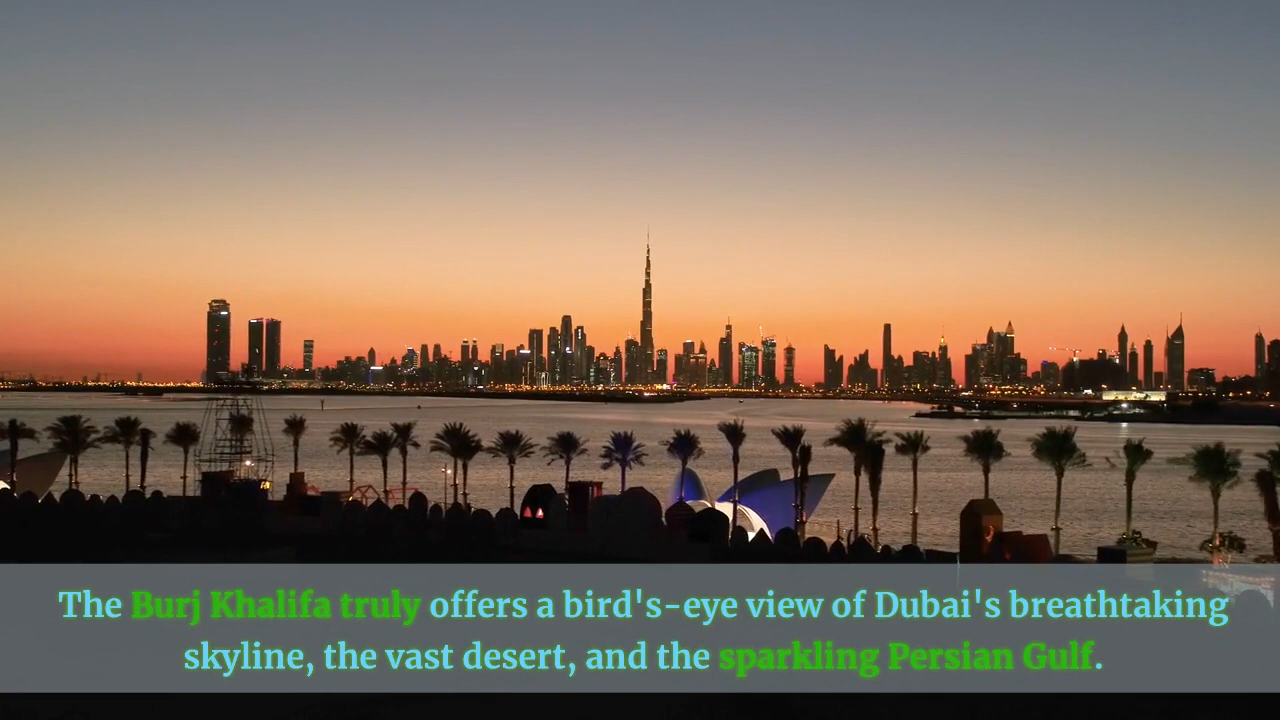 The Burj Khalifa truly offers a bird's-eye view of Dubai's breathtaking
skyline, the vast desert, and the sparkling Persian Gulf.